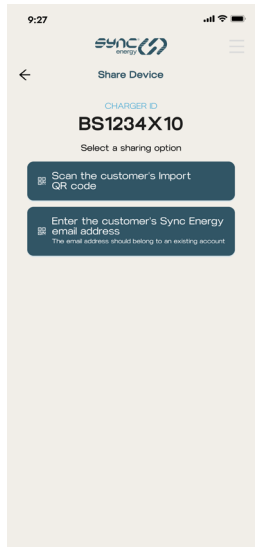 9:27
sync
energy
Share Device
CHARGER ID
BS1234X10
Select a sharing option
Scan the customer's Import
QR code
Enter the customer's Sync Energy
email address
The email address should belong to an existing account